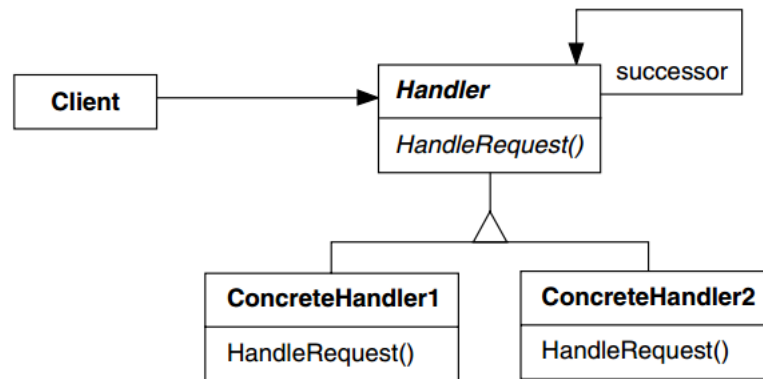 successor
Client
Handler
HandleRequest()
ConcreteHandler1
HandleRequest()
ConcreteHandler2
HandleRequest()